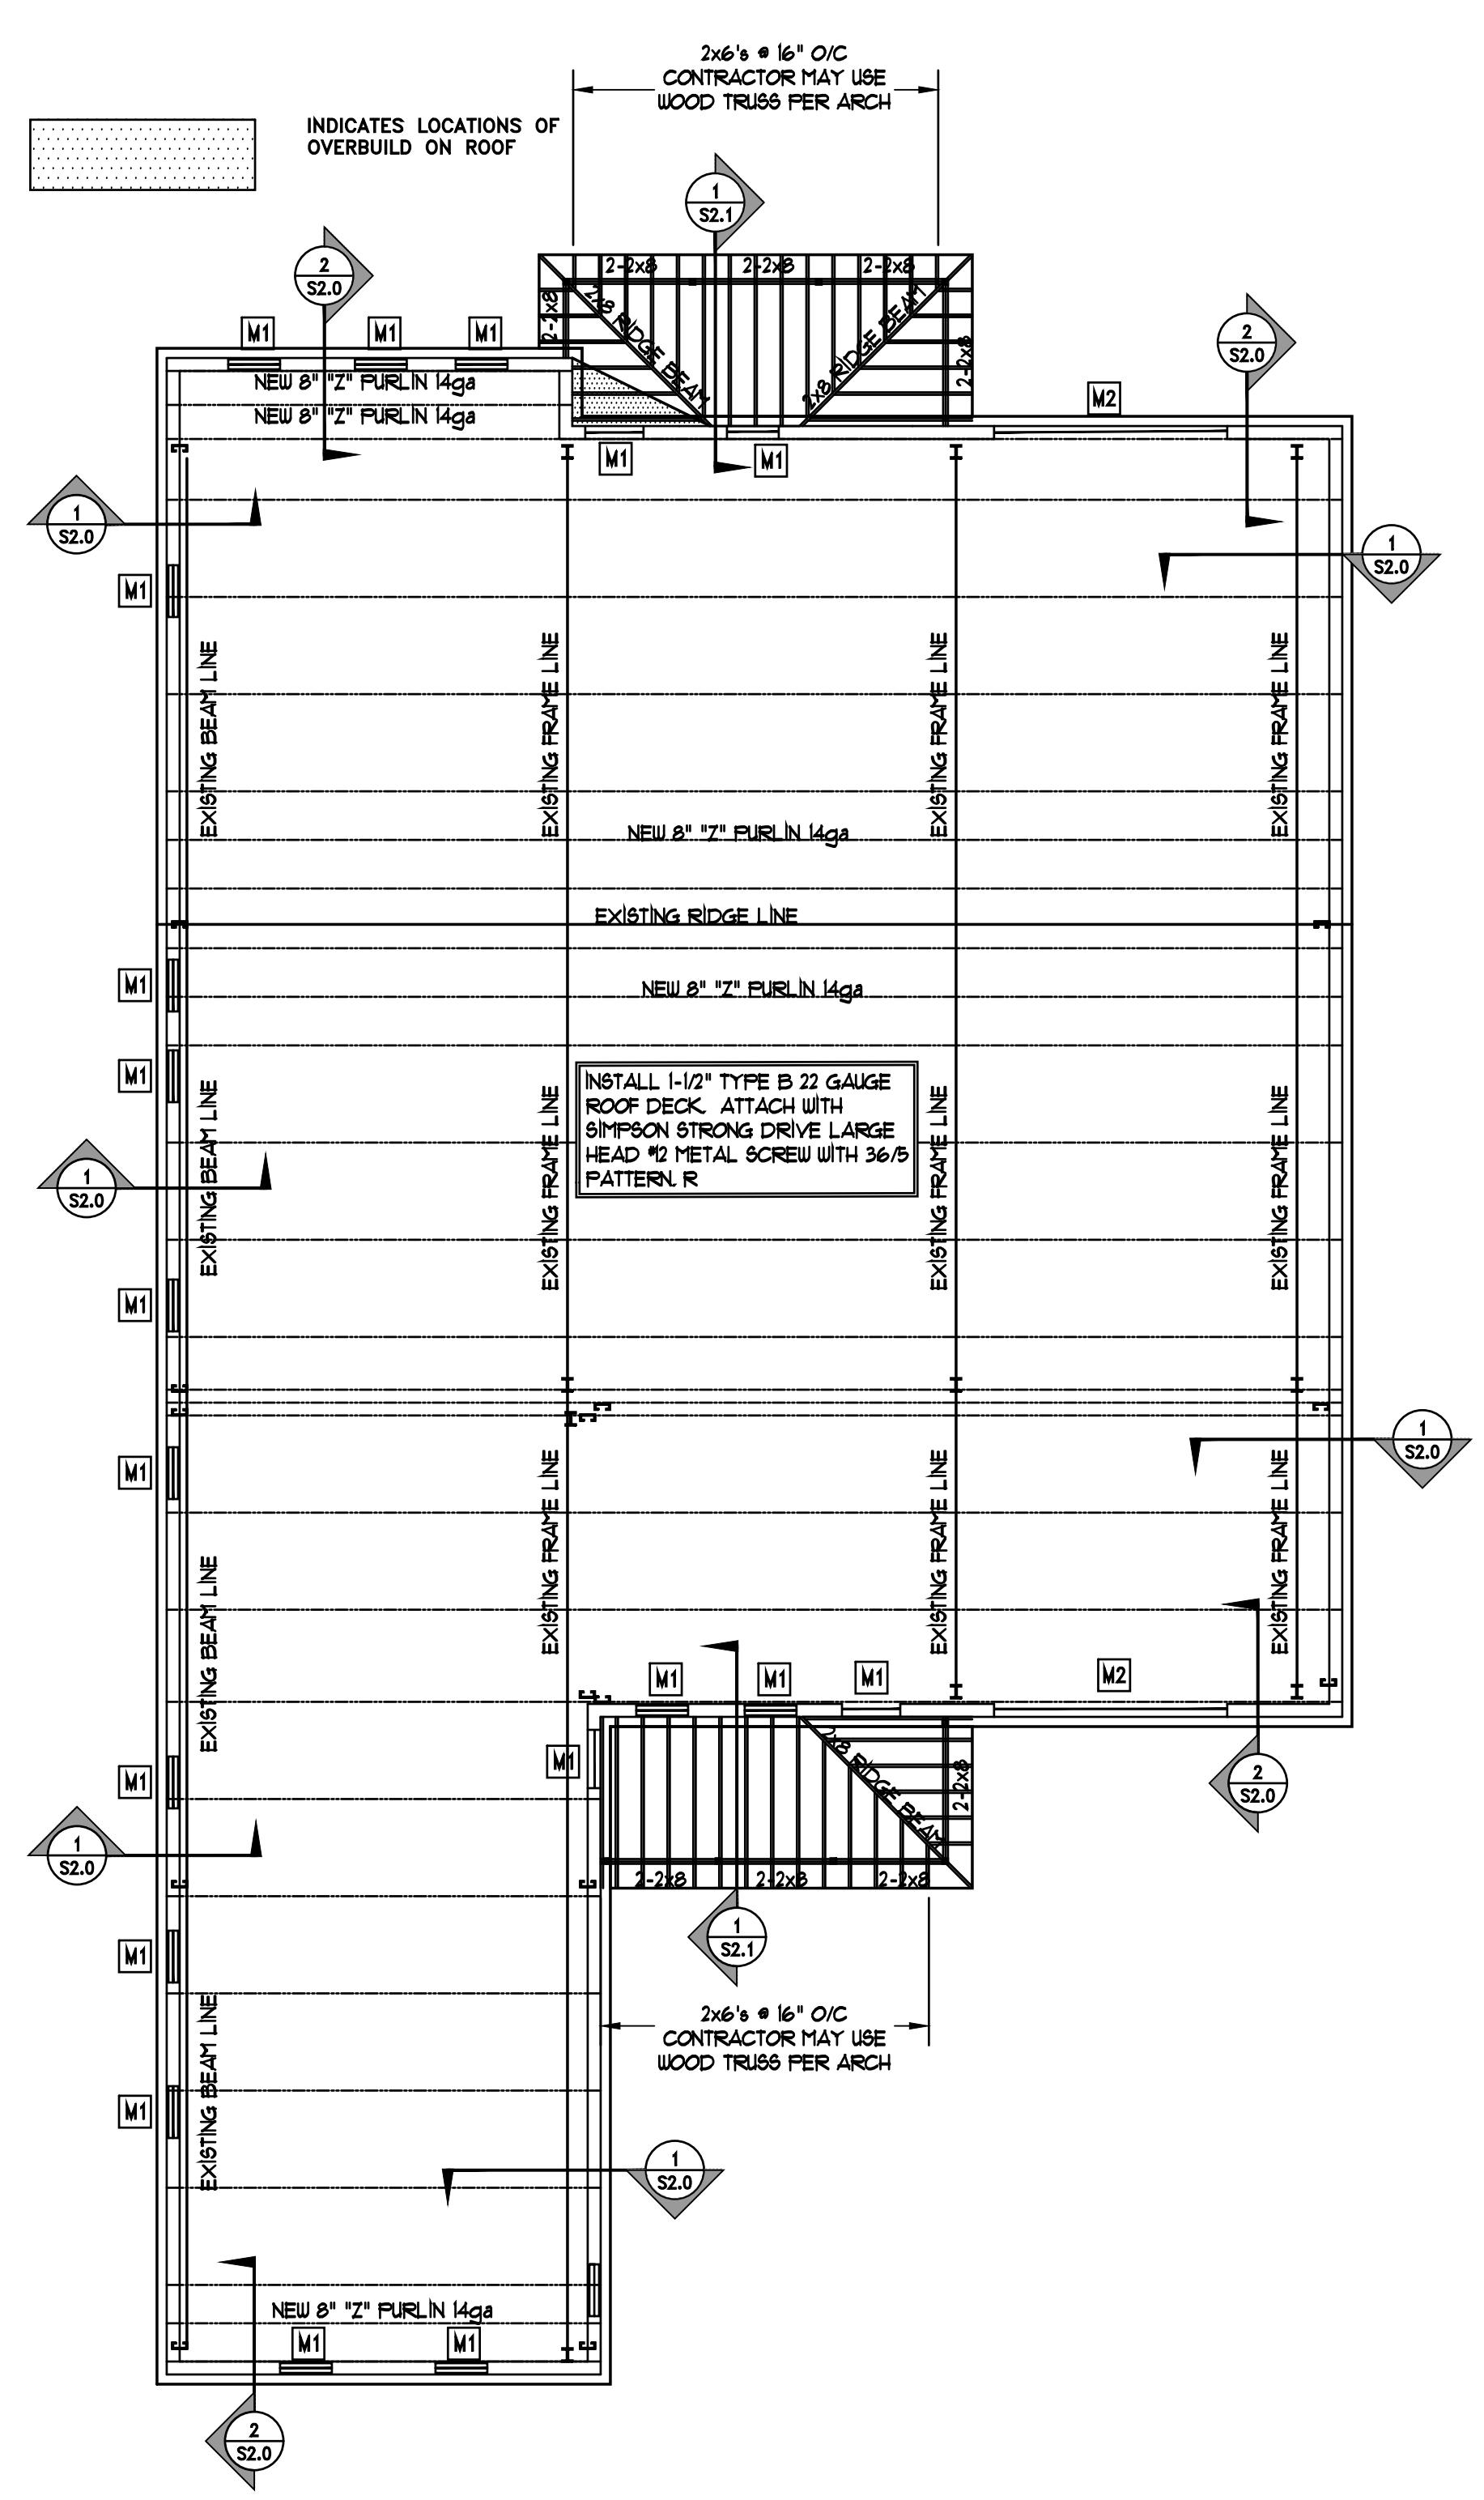 2x6's @ 16" O/C
CONTRACTOR MAY USE
WOOD TRUSS PER ARCH
INDICATES LOCATIONS OF
OVERBUILD ON ROOF
1
S2.1
2
S2.0
2-2x8
2-2x8
2-2x8
2-2x8
2x8 RIDGE BEAM
2x8 RIDGE BEAM
2-2x8
2
S2.0
M1
M1
M1
M2
NEW 8" "Z" PURLIN 14ga
NEW 8" "Z" PURLIN 14ga
M1
M1
1
S2.0
1
S2.0
M1
EXISTING BEAM LINE
EXISTING FRAME LINE
EXISTING FRAME LINE
EXISTING FRAME LINE
NEW 8" "Z" PURLIN 14ga
EXISTING RIDGE LINE
M1
NEW 8" "Z" PURLIN 14ga
M1
INSTALL 1-1/2" TYPE B 22 GAUGE
ROOF DECK. ATTACH WITH
SIMPSON STRONG DRIVE LARGE
HEAD #12 METAL SCREW WITH 36/5
PATTERN. R
EXISTING BEAM LINE
EXISTING FRAME LINE
EXISTING FRAME LINE
EXISTING FRAME LINE
1
S2.0
M1
1
S2.0
M1
EXISTING BEAM LINE
EXISTING FRAME LINE
EXISTING FRAME LINE
EXISTING FRAME LINE
M1
M1
M1
M2
M1
M1
2x8 RIDGE BEAM
2-2x8
2
S2.0
1
S2.0
2-2x8
2-2x8
2-2x8
1
S2.1
M1
2x6's @ 16" O/C
CONTRACTOR MAY USE
WOOD TRUSS PER ARCH
EXISTING BEAM LINE
M1
1
S2.0
NEW 8" "Z" PURLIN 14ga
M1
M1
2
S2.0